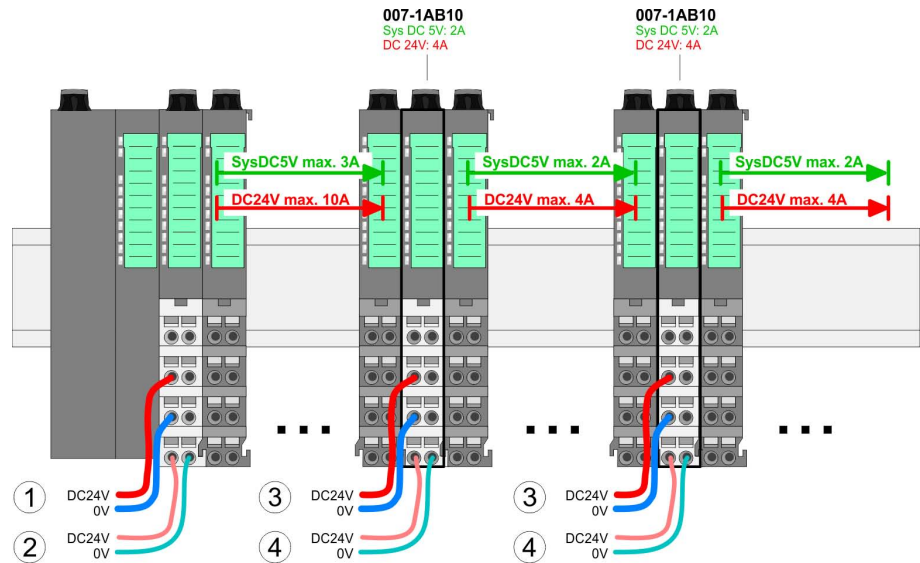 007-1AB10
Sys DC 5V: 2A
DC 24V: 4A
007-1AB10
Sys DC 5V: 2A
DC 24V: 4A
SysDC5V max. 3A
SysDC5V max. 2A
SysDC5V max. 2A
DC24V max. 10A
DC24V max. 4A
DC24V max. 4A
1
DC24V
0V
3
DC24V
0V
3
DC24V
0V
2
DC24V
0V
4
DC24V
0V
4
DC24V
0V